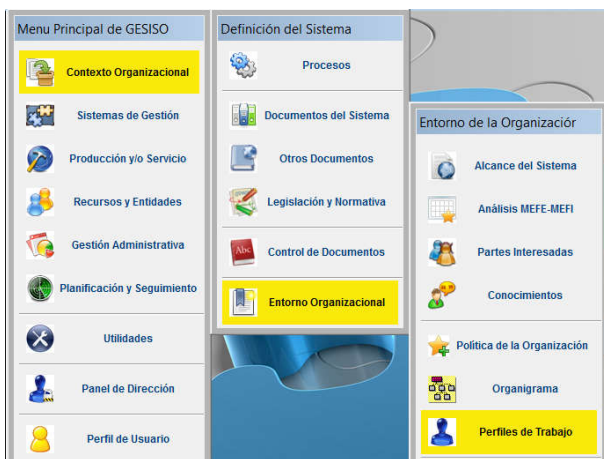 Menu Principal de GESISO
Contexto Organizacional
Sistemas de Gestión
Producción y/o Servicio
Recursos y Entidades
Gestión Administrativa
Planificación y Seguimiento
Utilidades
Panel de Dirección
Perfil de Usuario
Definición del Sistema
Procesos
Documentos del Sistema
Otros Documentos
Legislación y Normativa
Abc
Control de Documentos
Entorno Organizacional
Entorno de la Organizaciór
Alcance del Sistema
Análisis MEFE-MEFI
Partes Interesadas
Conocimientos
Política de la Organización
Organigrama
Perfiles de Trabajo